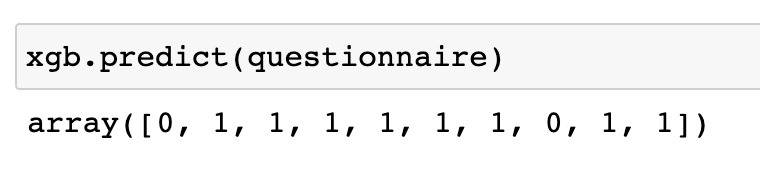 xgb.predict(questionnaire)
array([0, 1, 1, 1, 1, 1, 1, 0, 1, 1])